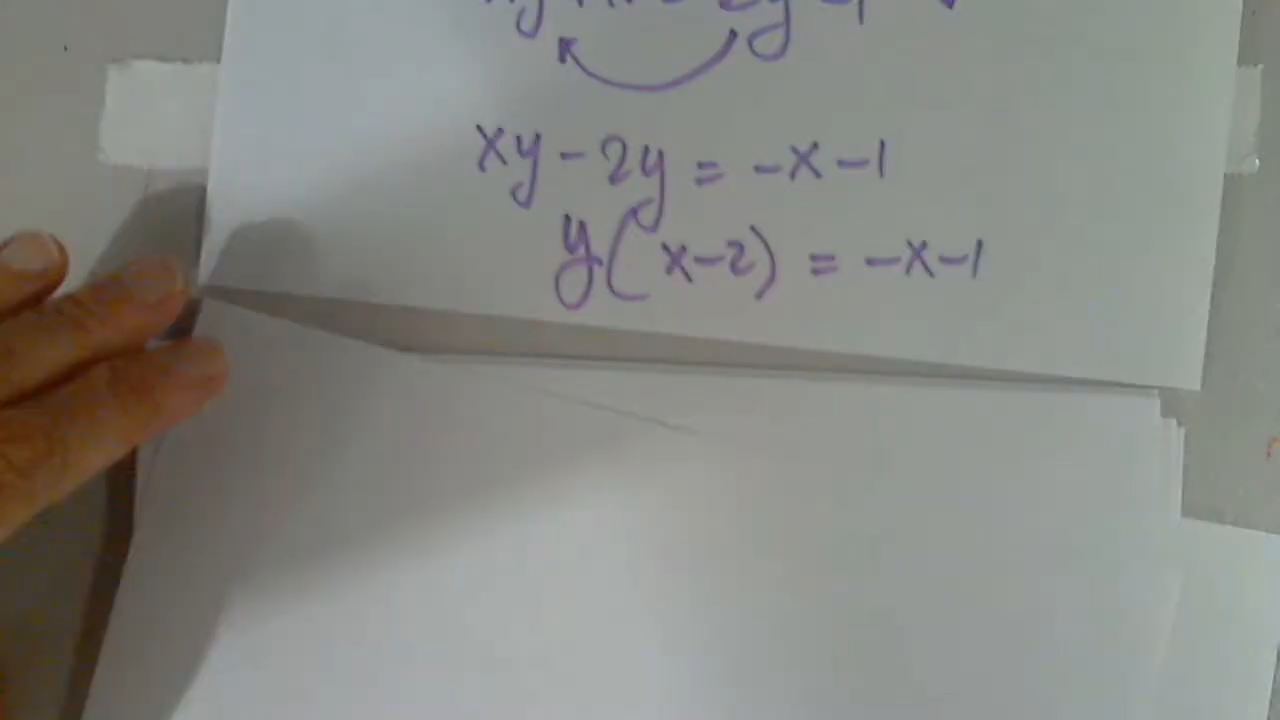 xy - 2y = -x - 1
y(x-2) = -x-1